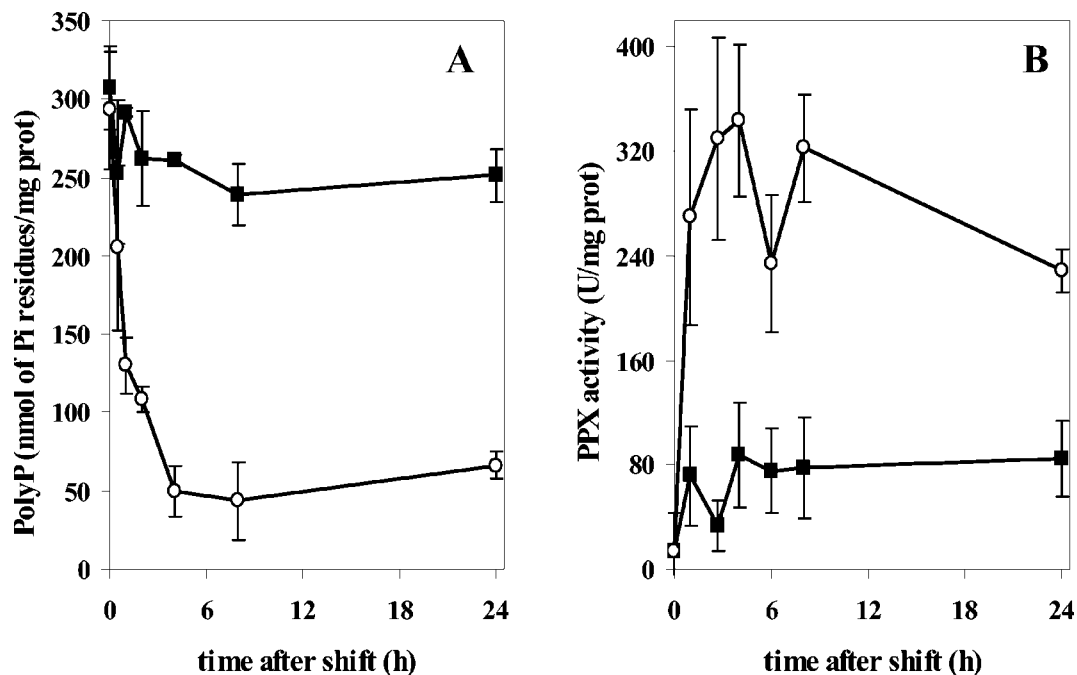 A
PolyP (nmol of Pi residues/mg prot)
350
300
250
200
150
100
50
0
0 6 12 18 24
time after shift (h)
B
PPX activity (U/mg prot)
400
320
240
160
80
0
0 6 12 18 24
time after shift (h)